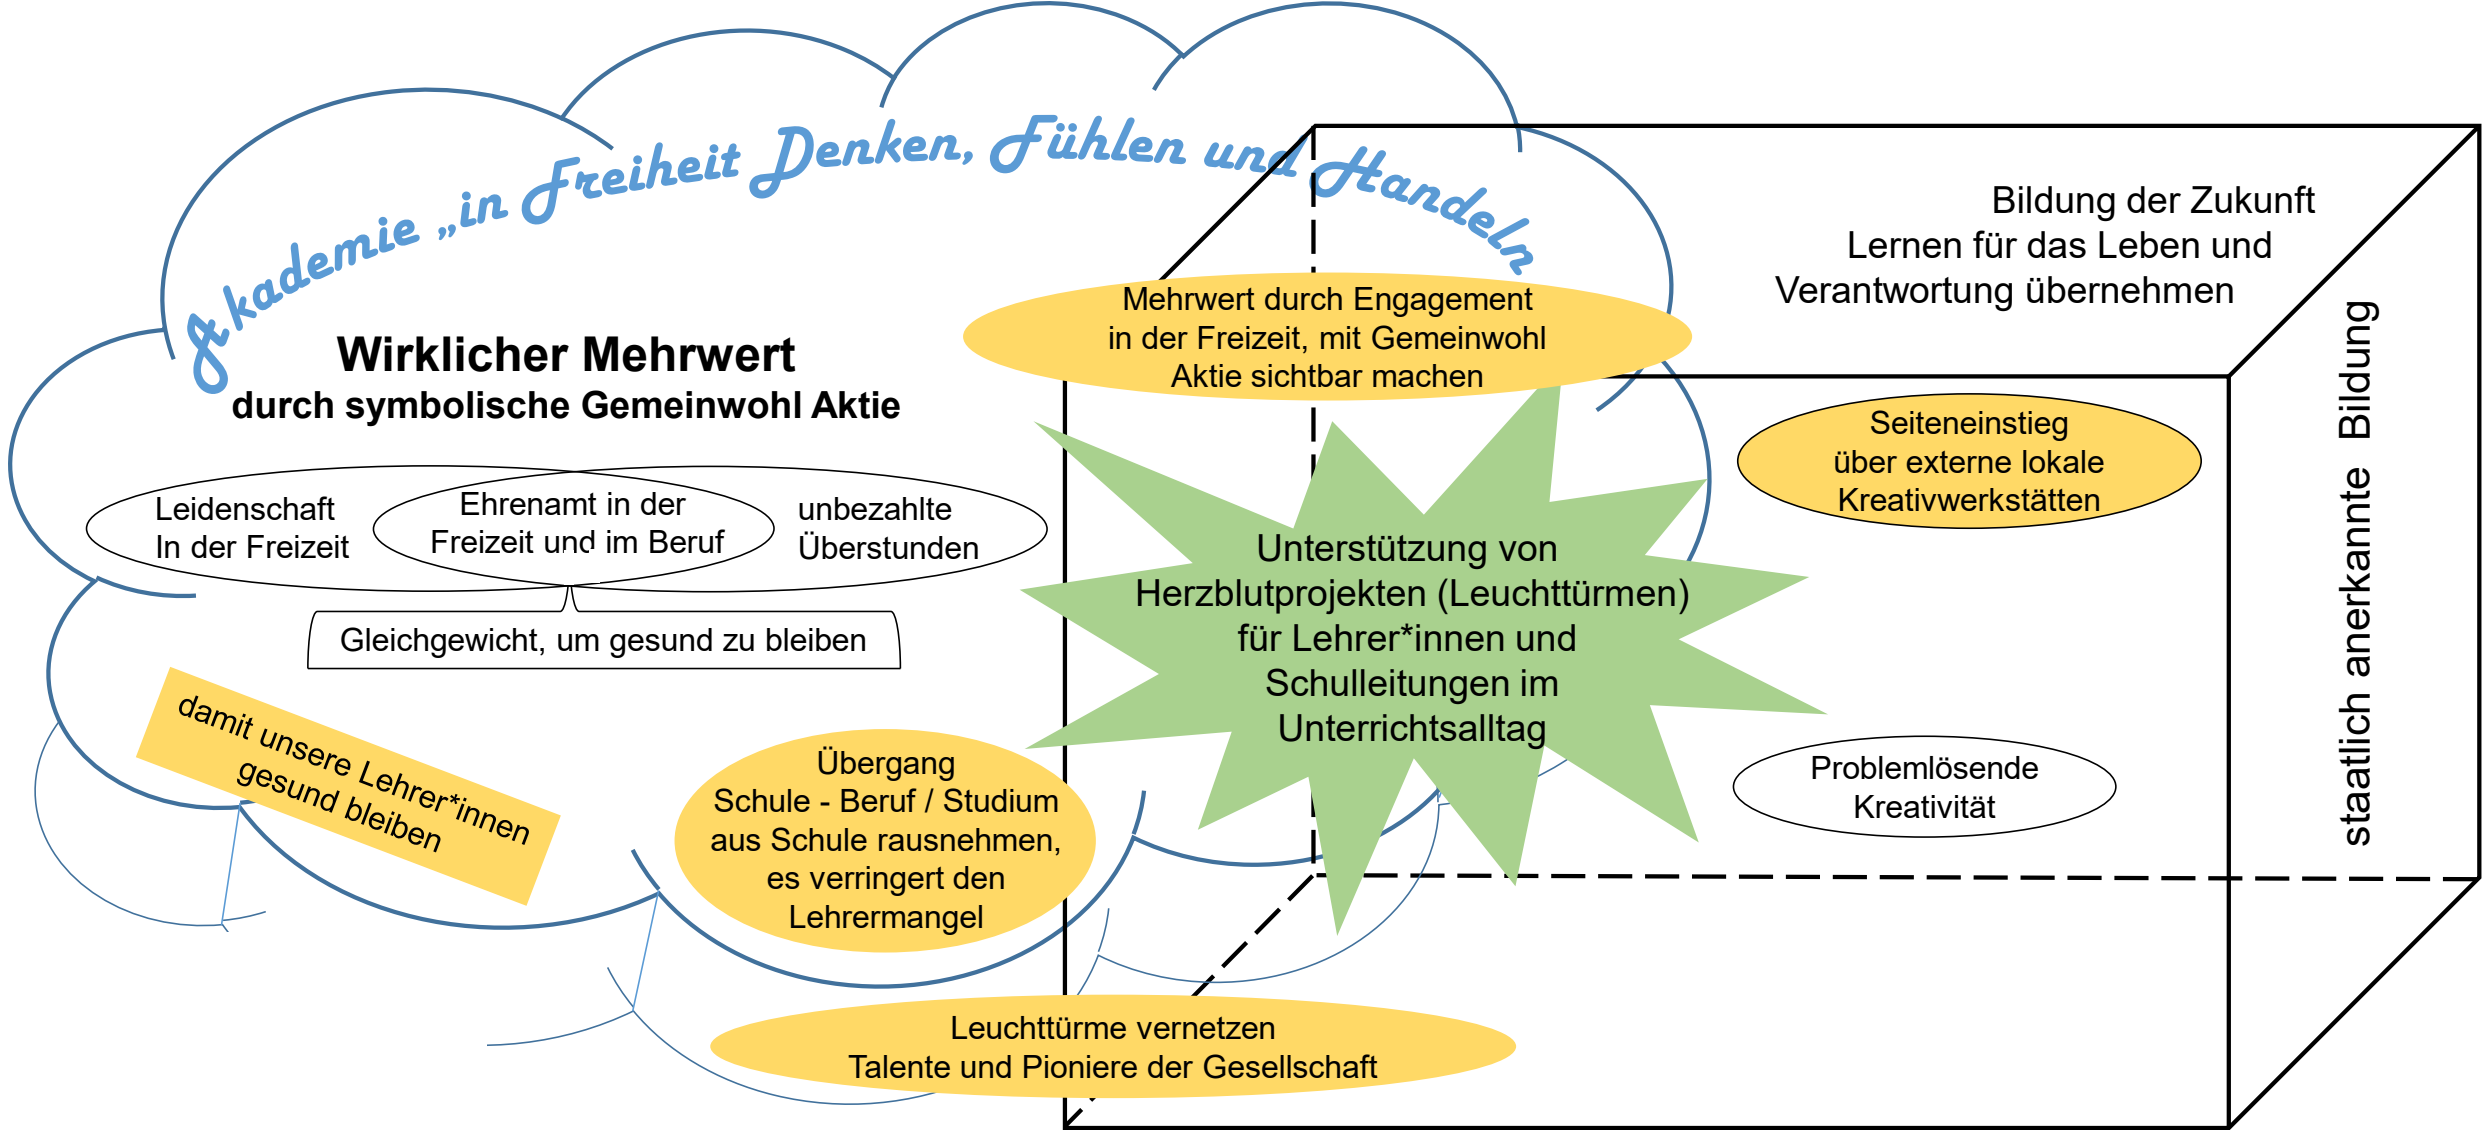 Akademie „in Freiheit Denken, Fühlen und Handeln
Wirklicher Mehrwert
durch symbolische Gemeinwohl Aktie
Leidenschaft
In der Freizeit
Ehrenamt in der
Freizeit und im Beruf
unbezahlte
Überstunden
Gleichgewicht, um gesund zu bleiben
damit unsere Lehrer*innen
gesund bleiben
Übergang
Schule - Beruf / Studium
aus Schule rausnehmen,
es verringert den
Lehrermangel
Leuchttürme vernetzen
Talente und Pioniere der Gesellschaft
Mehrwert durch Engagement
in der Freizeit, mit Gemeinwohl
Aktie sichtbar machen
Unterstützung von
Herzblutprojekten (Leuchttürmen)
für Lehrer*innen und
Schulleitungen im
Unterrichtsalltag
Bildung der Zukunft
Lernen für das Leben und
Verantwortung übernehmen
Seiteneinstieg
über externe lokale
Kreativwerkstätten
Problemlösende
Kreativität
staatlich anerkannte Bildung